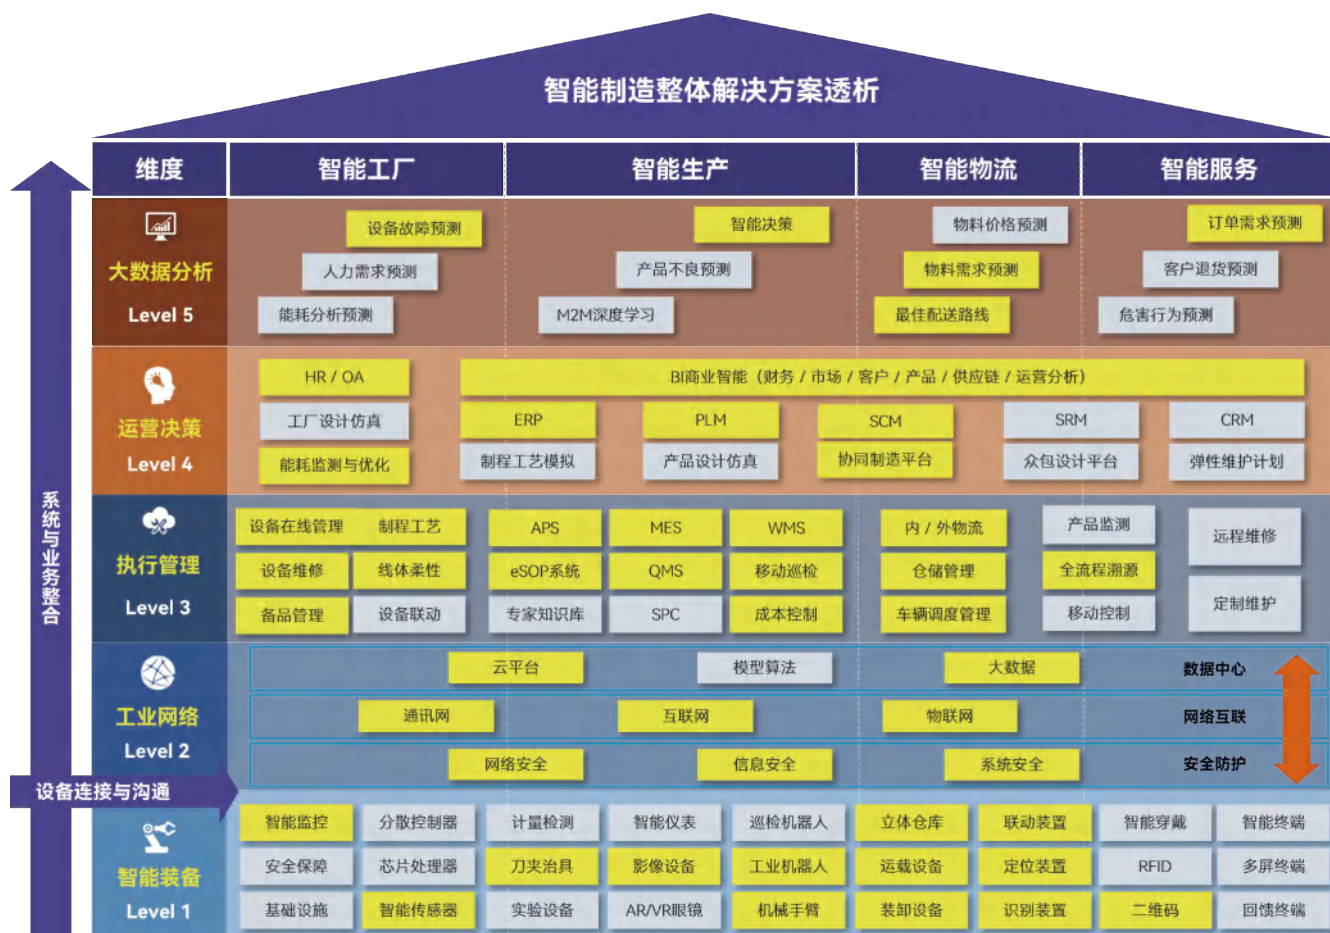 智能制造整体解决方案透析
维度 智能工厂 智能生产 智能物流 智能服务
设备故障预测 智能决策 物料价格预测 订单需求预测
大数据分析 人力需求预测 产品不良预测 物料需求预测 客户退货预测
Level 5 能耗分析预测 M2M深度学习 最佳配送路线 危害行为预测
HR / OA BI商业智能（财务 / 市场 / 客户 / 产品 / 供应链 / 运营分析）
运营决策 工厂设计仿真 ERP PLM SCM SRM CRM
Level 4 能耗监测与优化 制程工艺模拟 产品设计仿真 协同制造平台 众包设计平台 弹性维护计划
系统与业务整合
设备在线管理 制程工艺 APS MES WMS 内 / 外物流 产品监测 远程维修
执行管理 设备维修 线体柔性 eSOP系统 QMS 移动巡检 仓储管理 全流程溯源
Level 3 备品管理 设备联动 专家知识库 SPC 成本控制 车辆调度管理 移动控制 定制维护
云平台 模型算法 大数据 数据中心
工业网络 通讯网 互联网 物联网 网络互联
Level 2 网络安全 信息安全 系统安全 安全防护
设备连接与沟通
智能监控 分散控制器 计量检测 智能仪表 巡检机器人 立体仓库 联动装置 智能穿戴 智能终端
智能装备 安全保障 芯片处理器 刀夹治具 影像设备 工业机器人 运载设备 定位装置 RFID 多屏终端
Level 1 基础设施 智能传感器 实验设备 AR/VR眼镜 机械手臂 装卸设备 识别装置 二维码 回馈终端